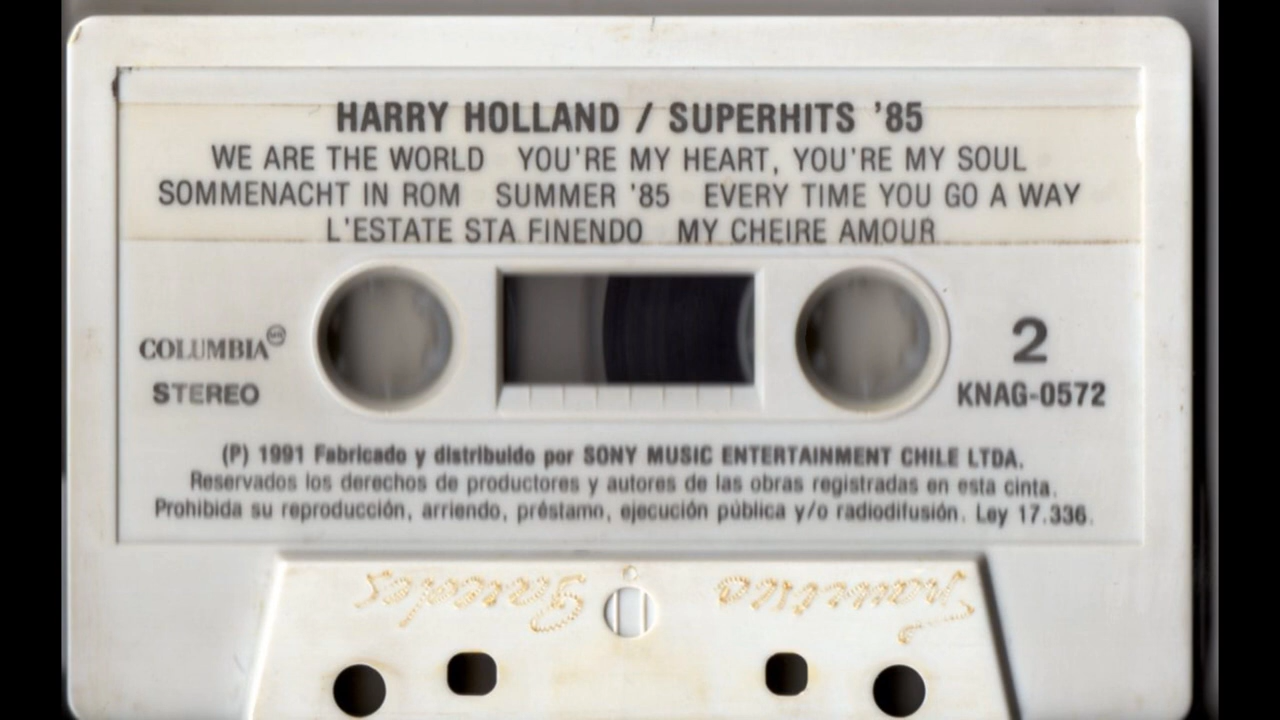 HARRY HOLLAND / SUPERHITS '85
WE ARE THE WORLD YOU'RE MY HEART, YOU'RE MY SOUL
SOMMENACHT IN ROM SUMMER '85 EVERY TIME YOU GO A WAY
L'ESTATE STA FINENDO MY CHEIRE AMOUR
COLUMBIA
STEREO
2
KNAG-0572
(P) 1991 Fabricado y distribuido por SONY MUSIC ENTERTAINMENT CHILE LTDA.
Reservados los derechos de productores y autores de las obras registradas en esta cinta.
Prohibida su reproducción, arriendo, préstamo, ejecución pública y/o radiodifusión. Ley 17.336.